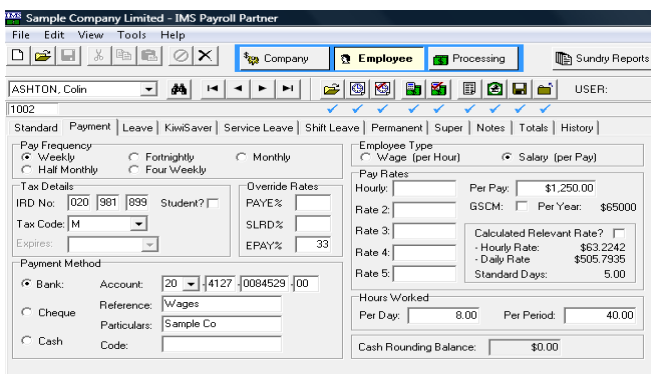 Sample Company Limited - IMS Payroll Partner
File Edit View Tools Help
Company Employee Processing Sundry Reports
ASHTON, Colin USER:
1002
Standard Payment Leave KiwiSaver Service Leave Shift Leave Permanent Super Notes Totals History
Pay Frequency
Weekly Fortnightly Monthly
Half Monthly Four Weekly
Employee Type
Wage (per Hour) Salary (per Pay)
Tax Details
IRD No: 020 981 899 Student?
Tax Code: M
Expires:
Override Rates
PAYE%
SLRD%
EPAY% 33
Pay Rates
Hourly: Per Pay: $1,250.00
Rate 2: GSCM: Per Year: $65000
Rate 3: Calculated Relevant Rate?
- Hourly Rate: $63.2242
Rate 4: - Daily Rate $505.7935
Rate 5: Standard Days: 5.00
Payment Method
Bank: Account: 20 - 4127 - 0084529 - 00
Cheque Reference: Wages
Particulars: Sample Co
Cash Code:
Hours Worked
Per Day: 8.00 Per Period: 40.00
Cash Rounding Balance: $0.00